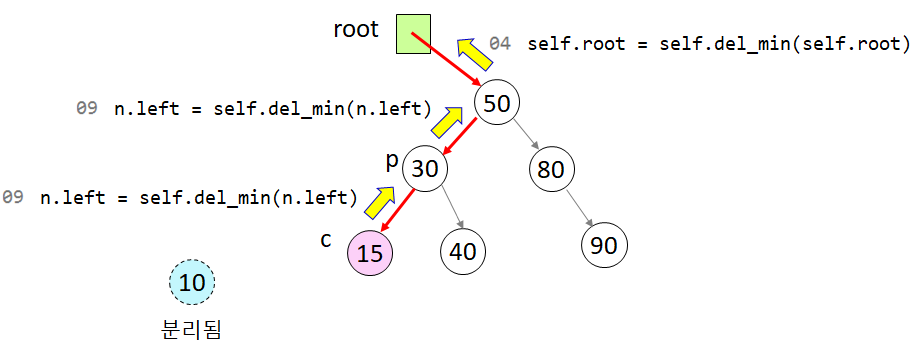 root
04 self.root = self.del_min(self.root)
50
09 n.left = self.del_min(n.left)
p
30
80
09 n.left = self.del_min(n.left)
c
15
40
90
10
분리됨